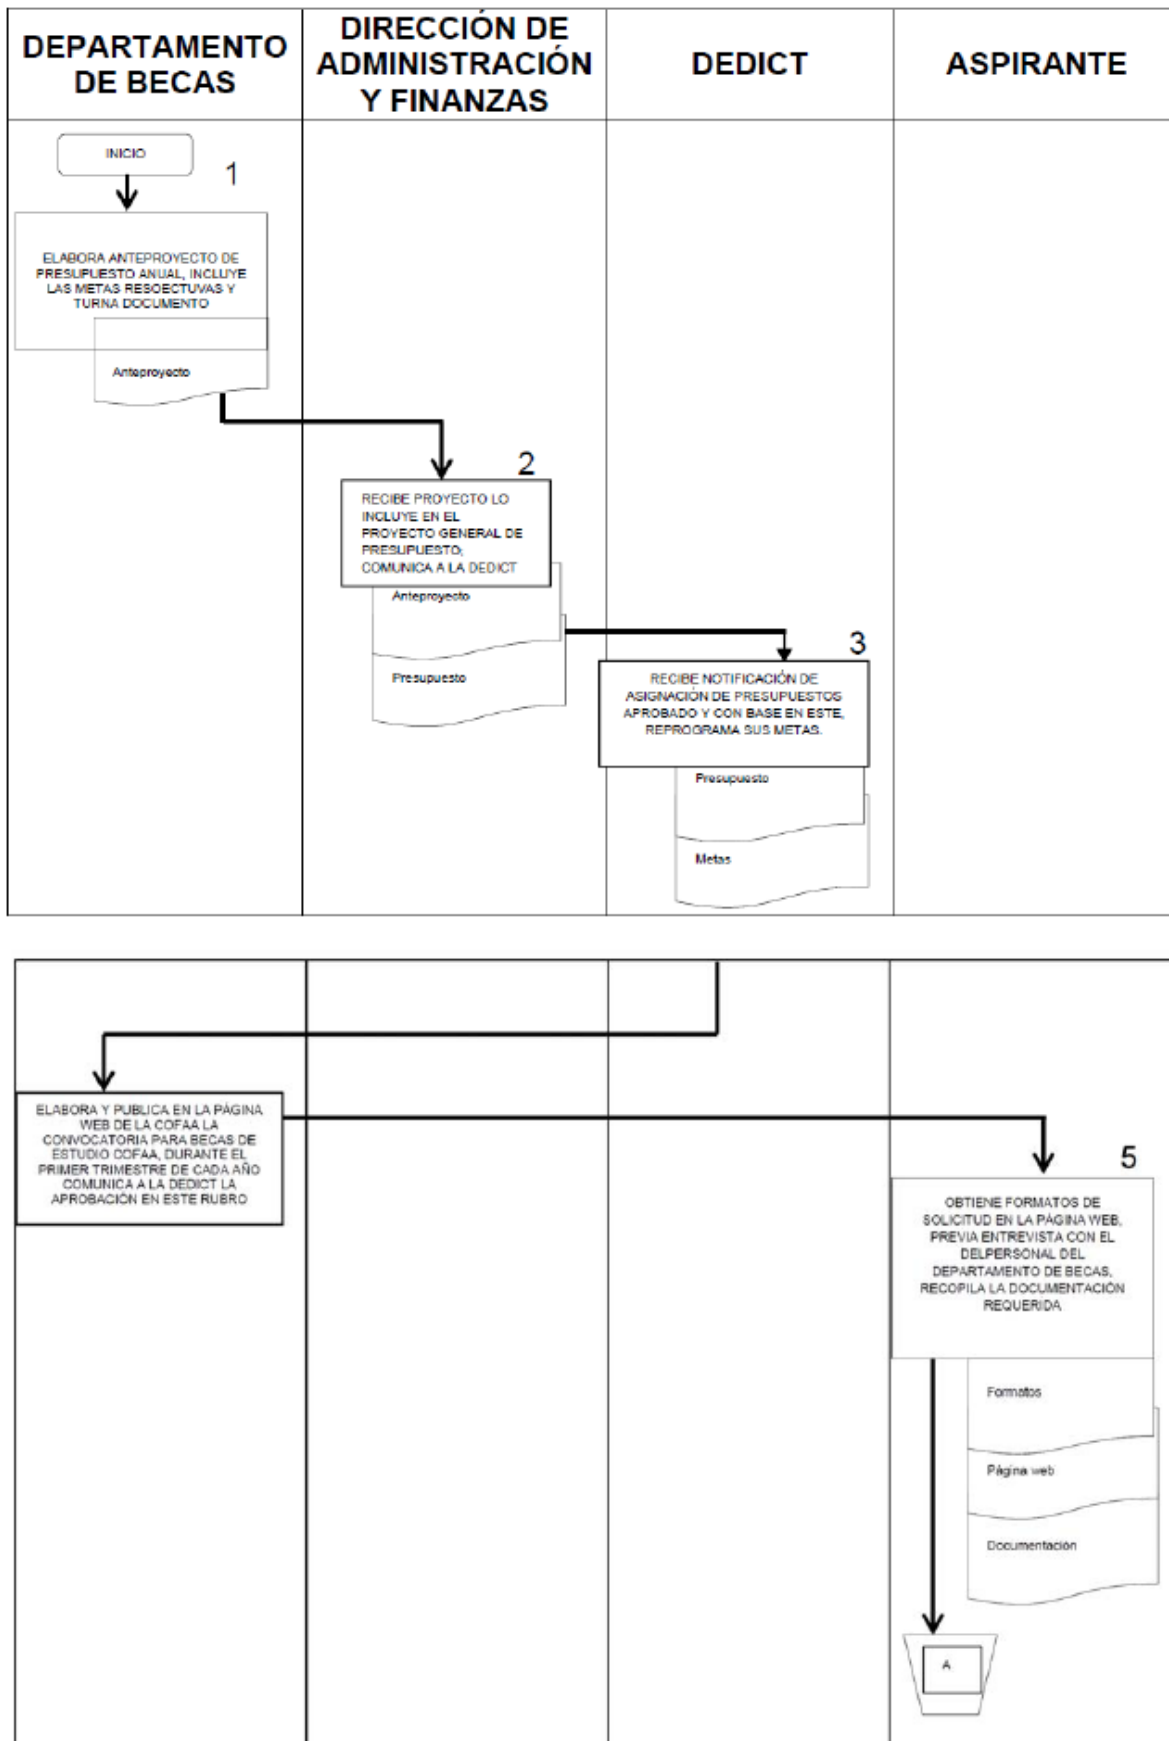 DEPARTAMENTO
DE BECAS
DIRECCIÓN DE
ADMINISTRACIÓN
Y FINANZAS
DEDICT
ASPIRANTE
INICIO
1
ELABORA ANTEPROYECTO DE
PRESUPUESTO ANUAL, INCLUYE
LAS METAS RESOECTUVAS Y
TURNA DOCUMENTO
Anteproyecto
2
RECIBE PROYECTO LO
INCLUYE EN EL
PROYECTO GENERAL DE
PRESUPUESTO;
COMUNICA A LA DEDICT
Anteproyecto
Presupuesto
3
RECIBE NOTIFICACIÓN DE
ASIGNACIÓN DE PRESUPUESTOS
APROBADO Y CON BASE EN ESTE,
REPROGRAMA SUS METAS.
Presupuesto
Metas
ELABORA Y PUBLICA EN LA PÁGINA
WEB DE LA COFAA LA
CONVOCATORIA PARA BECAS DE
ESTUDIO COFAA, DURANTE EL
PRIMER TRIMESTRE DE CADA AÑO
COMUNICA A LA DEDICT LA
APROBACIÓN EN ESTE RUBRO
5
OBTIENE FORMATOS DE
SOLICITUD EN LA PÁGINA WEB,
PREVIA ENTREVISTA CON EL
DELPERSONAL DEL
DEPARTAMENTO DE BECAS,
RECOPILA LA DOCUMENTACIÓN
REQUERIDA
Formatos
Página web
Documentación
A